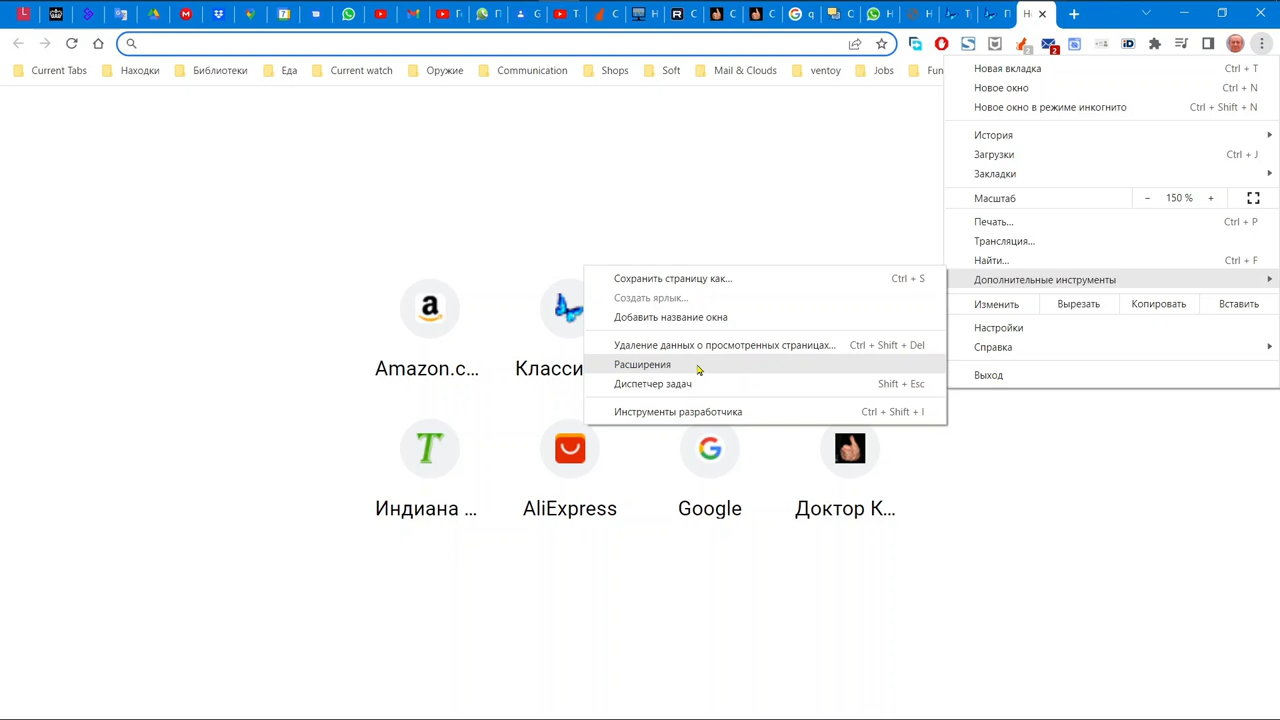 L 7 M T П G Т С Н R С С G q С Н Н Т П Н
Current Tabs Находки Библиотеки Еда Current watch Оружие Communication Shops Soft Mail & Clouds ventoy Jobs Fun
2 2 iD
Новая вкладка Ctrl + T
Новое окно Ctrl + N
Новое окно в режиме инкогнито Ctrl + Shift + N
История
Загрузки Ctrl + J
Закладки
Масштаб − 150 % +
Печать... Ctrl + P
Трансляция...
Найти... Ctrl + F
Дополнительные инструменты
Изменить Вырезать Копировать Вставить
Настройки
Справка
Выход
Сохранить страницу как... Ctrl + S
Создать ярлык...
Добавить название окна
Удаление данных о просмотренных страницах... Ctrl + Shift + Del
Расширения
Диспетчер задач Shift + Esc
Инструменты разработчика Ctrl + Shift + I
Amazon.c... Класси
Индиана ... AliExpress Google Доктор К...